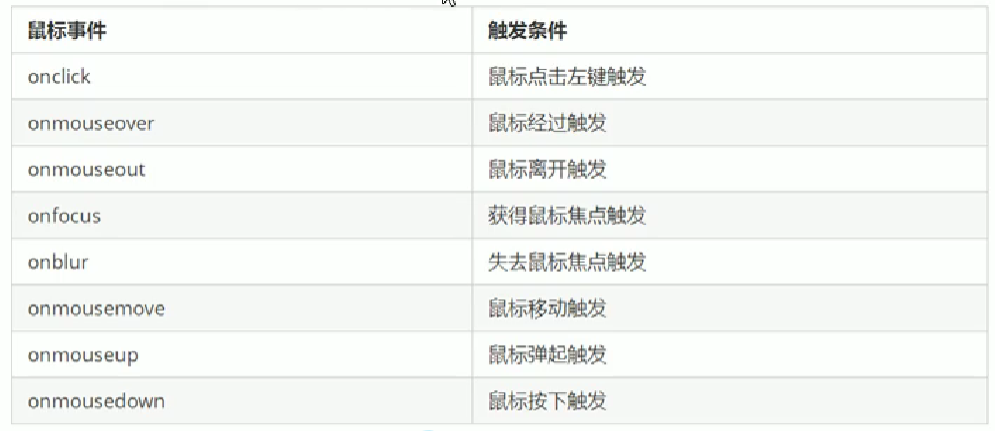 鼠标事件 触发条件
onclick 鼠标点击左键触发
onmouseover 鼠标经过触发
onmouseout 鼠标离开触发
onfocus 获得鼠标焦点触发
onblur 失去鼠标焦点触发
onmousemove 鼠标移动触发
onmouseup 鼠标弹起触发
onmousedown 鼠标按下触发